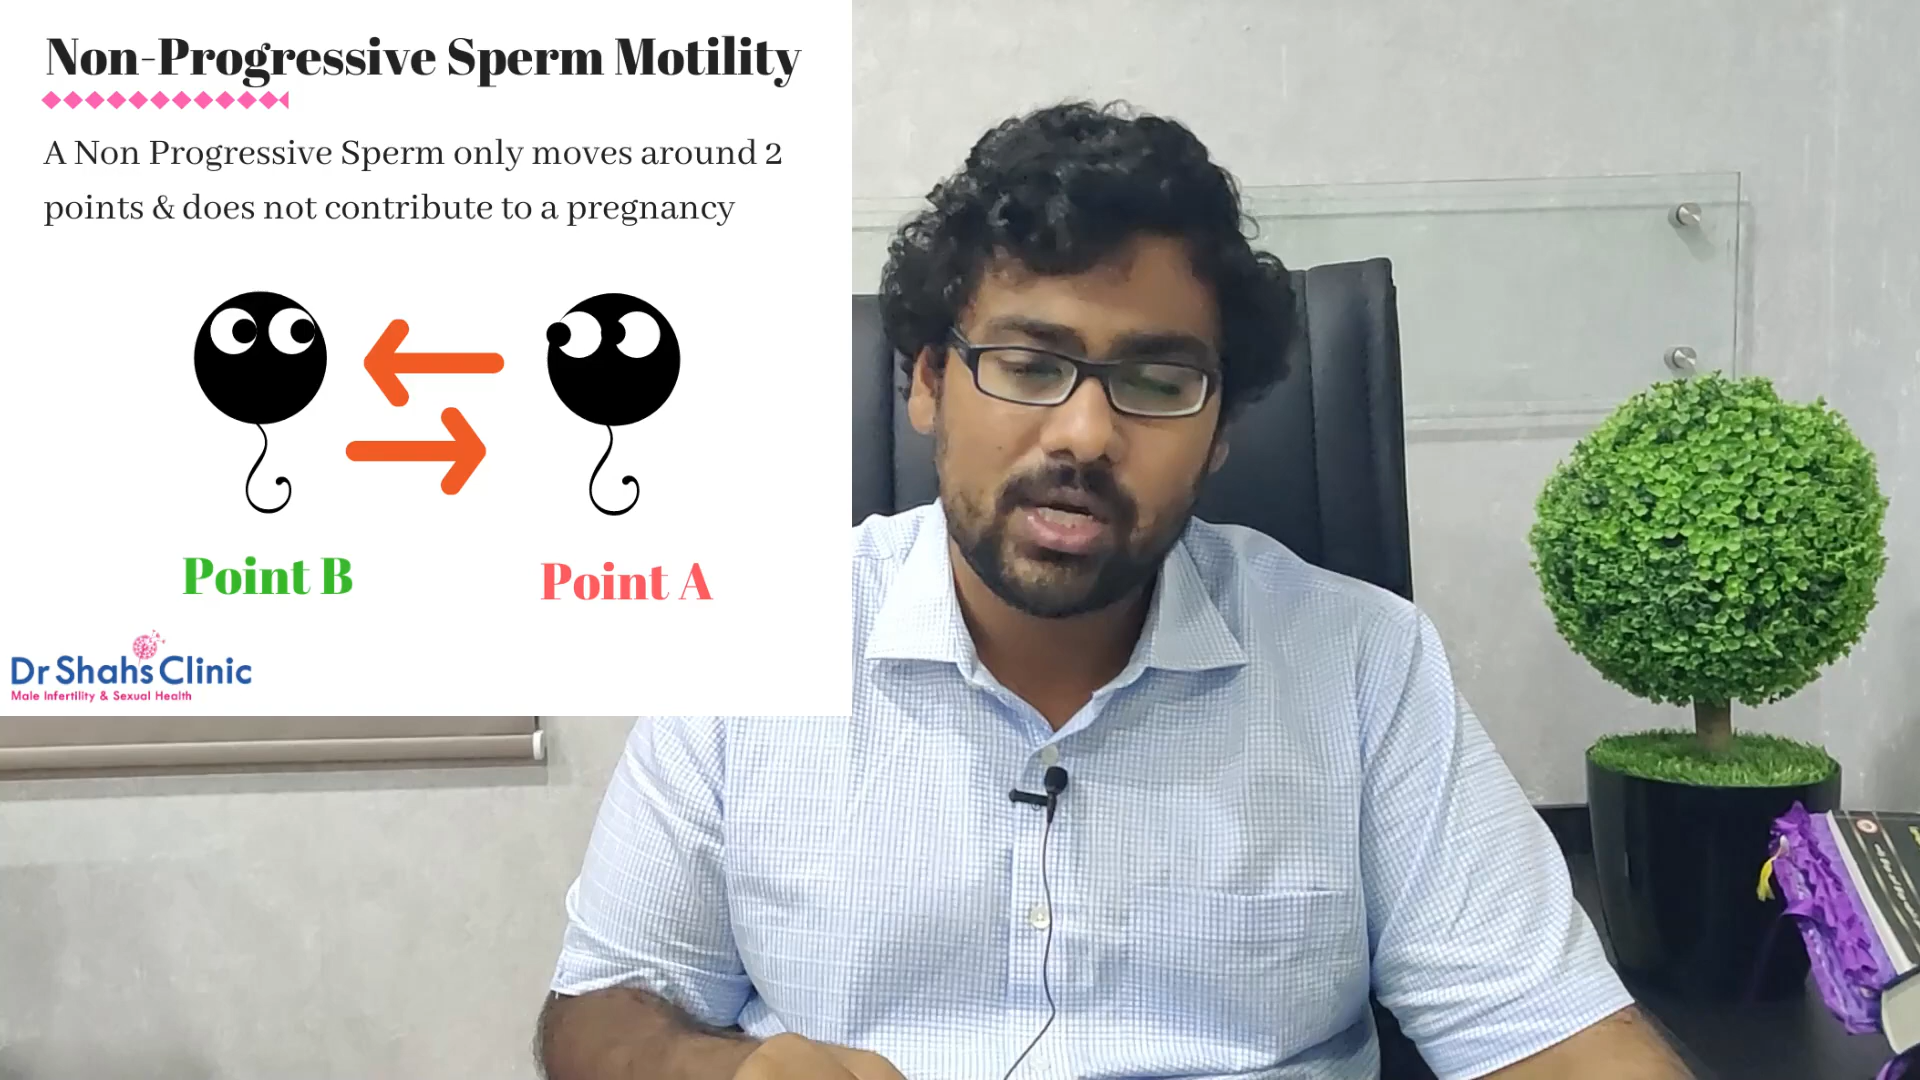 Non-Progressive Sperm Motility
A Non Progressive Sperm only moves around 2
points & does not contribute to a pregnancy
Point B
Point A
Dr Shahs Clinic
Male Infertility & Sexual Health